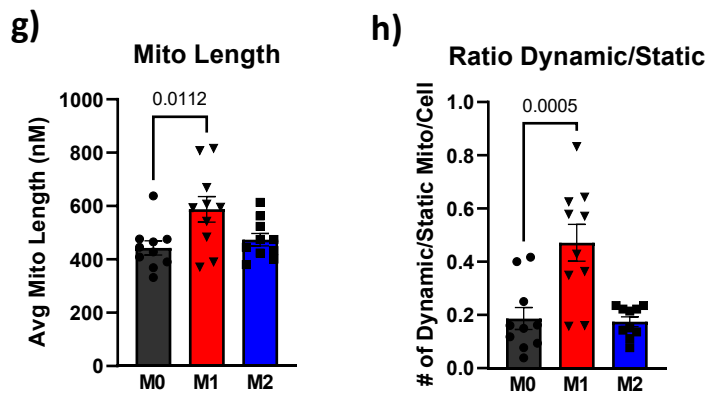 g)
Mito Length
Avg Mito Length (nM)
1000
800
600
400
200
0
0.0112
M0 M1 M2
h)
Ratio Dynamic/Static
# of Dynamic/Static Mito/Cell
1.0
0.8
0.6
0.4
0.2
0.0
0.0005
M0 M1 M2